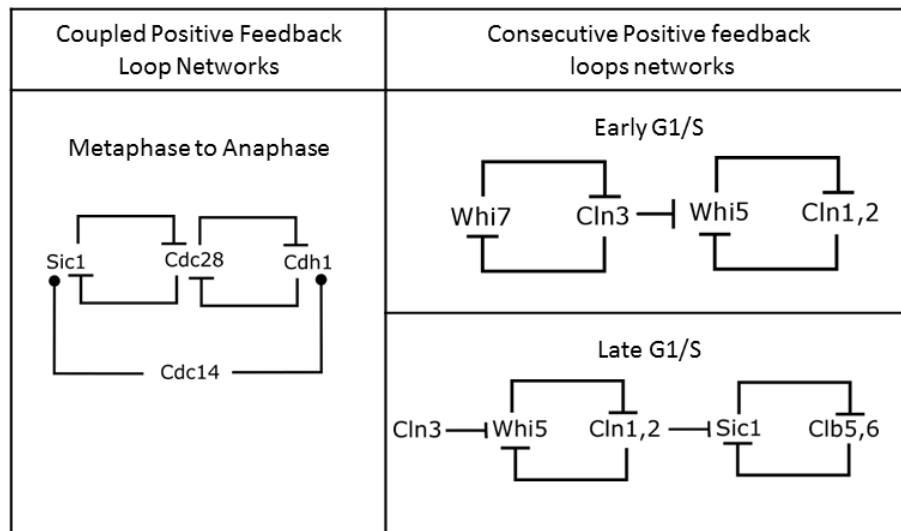 Coupled Positive Feedback
Loop Networks
Consecutive Positive feedback
loops networks
Metaphase to Anaphase
Sic1
Cdc28
Cdh1
Cdc14
Early G1/S
Whi7
Cln3
Whi5
Cln1,2
Late G1/S
Cln3
Whi5
Cln1,2
Sic1
Clb5,6